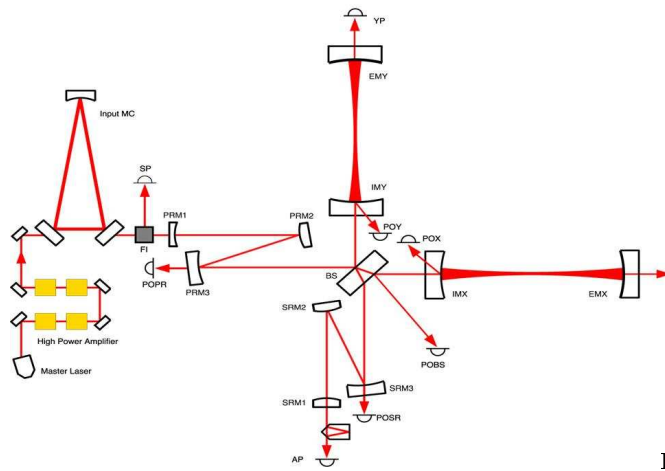 YP
EMY
Input MC
SP
IMY
PRM1
PRM2
POY
POX
FI
BS
POPR
PRM3
IMX
EMX
SRM2
High Power Amplifier
POBS
Master Laser
SRM3
SRM1
POSR
AP